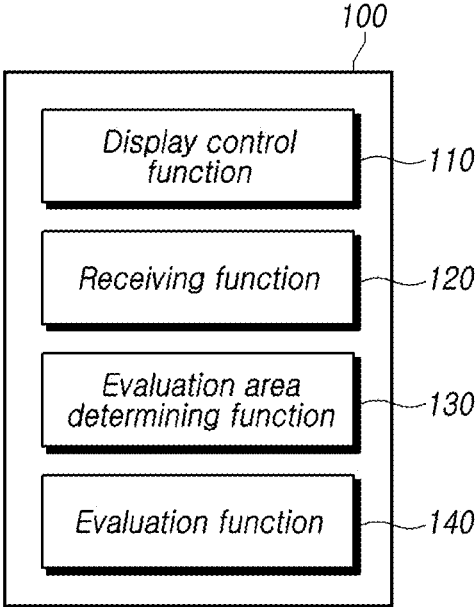 100
Display control
function
110
Receiving function
120
Evaluation area
determining function
130
Evaluation function
140